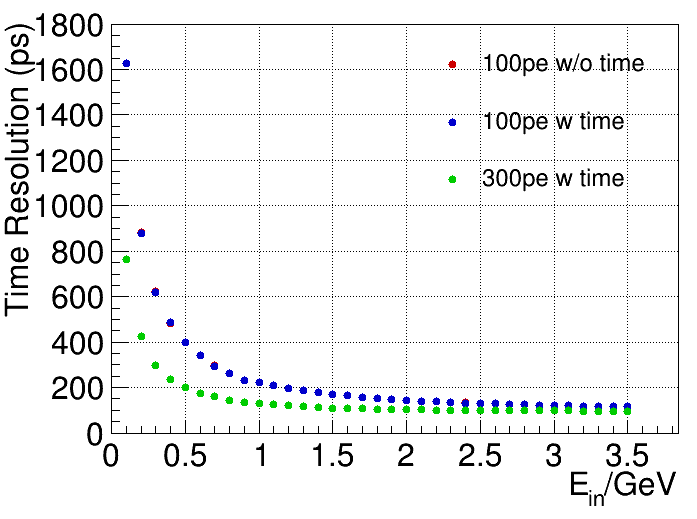 Time Resolution (ps)
1800
1600
1400
1200
1000
800
600
400
200
0
100pe w/o time
100pe w time
300pe w time
0 0.5 1 1.5 2 2.5 3 3.5
E_in/GeV